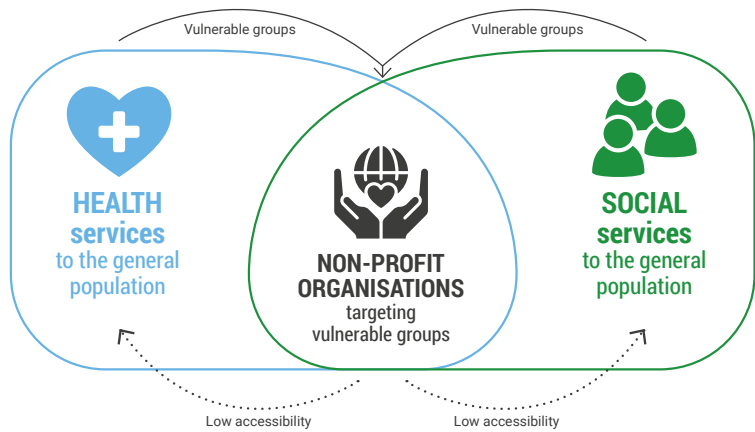 Vulnerable groups
Vulnerable groups
HEALTH
services
to the general
population
NON-PROFIT
ORGANISATIONS
targeting
vulnerable groups
SOCIAL
services
to the general
population
Low accessibility
Low accessibility